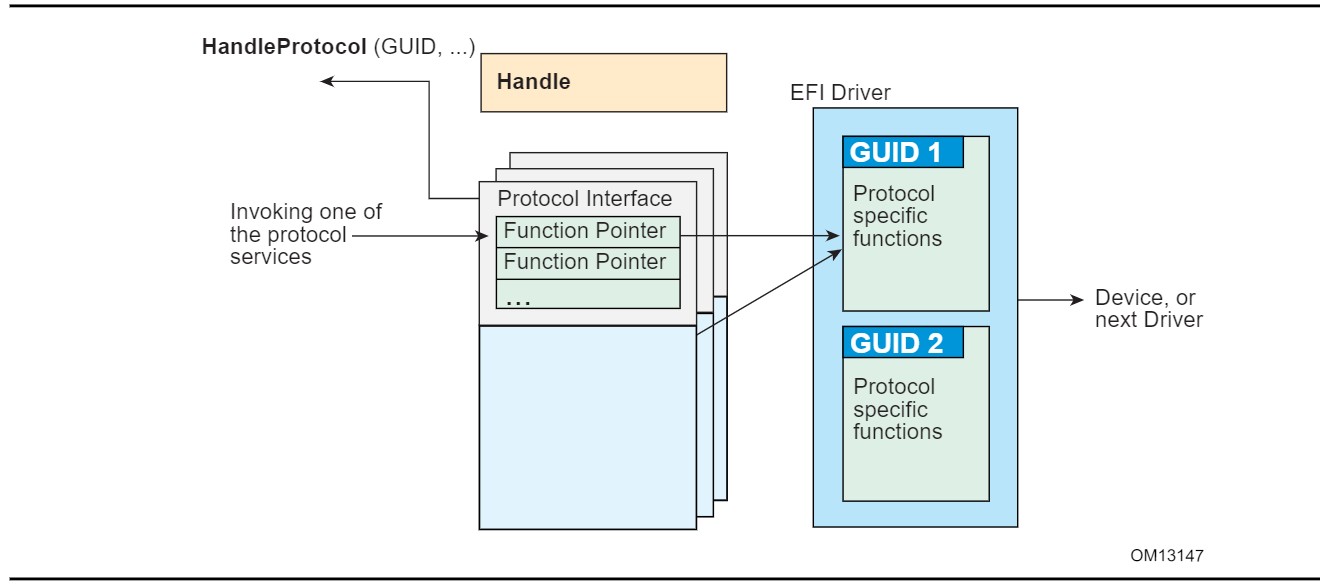 HandleProtocol (GUID, ...)
Handle
EFI Driver
GUID 1
Protocol
specific
functions
Protocol Interface
Function Pointer
Function Pointer
...
Invoking one of
the protocol
services
Device, or
next Driver
GUID 2
Protocol
specific
functions
OM13147